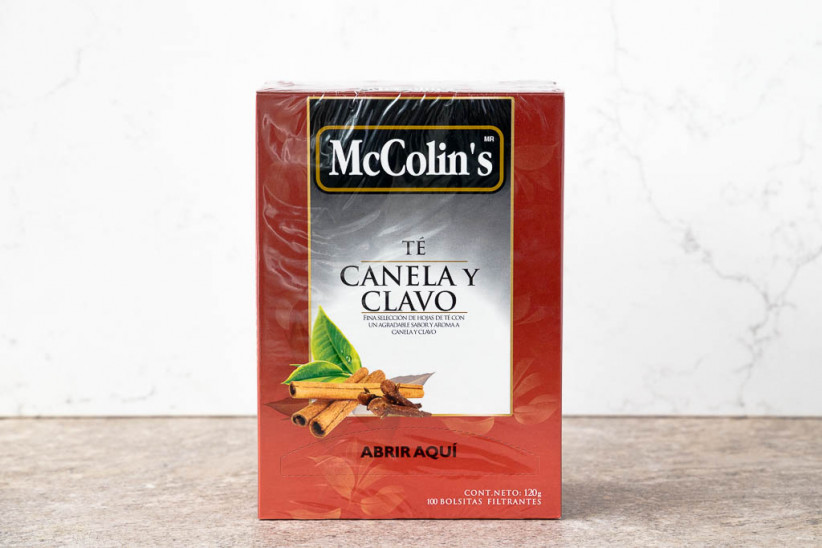 McColin's MR
TÉ
CANELA Y
CLAVO
FINA SELECCIÓN DE HOJAS DE TÉ CON
UN AGRADABLE SABOR Y AROMA A
CANELA Y CLAVO
ABRIR AQUÍ
CONT. NETO: 120g
100 BOLSITAS FILTRANTES